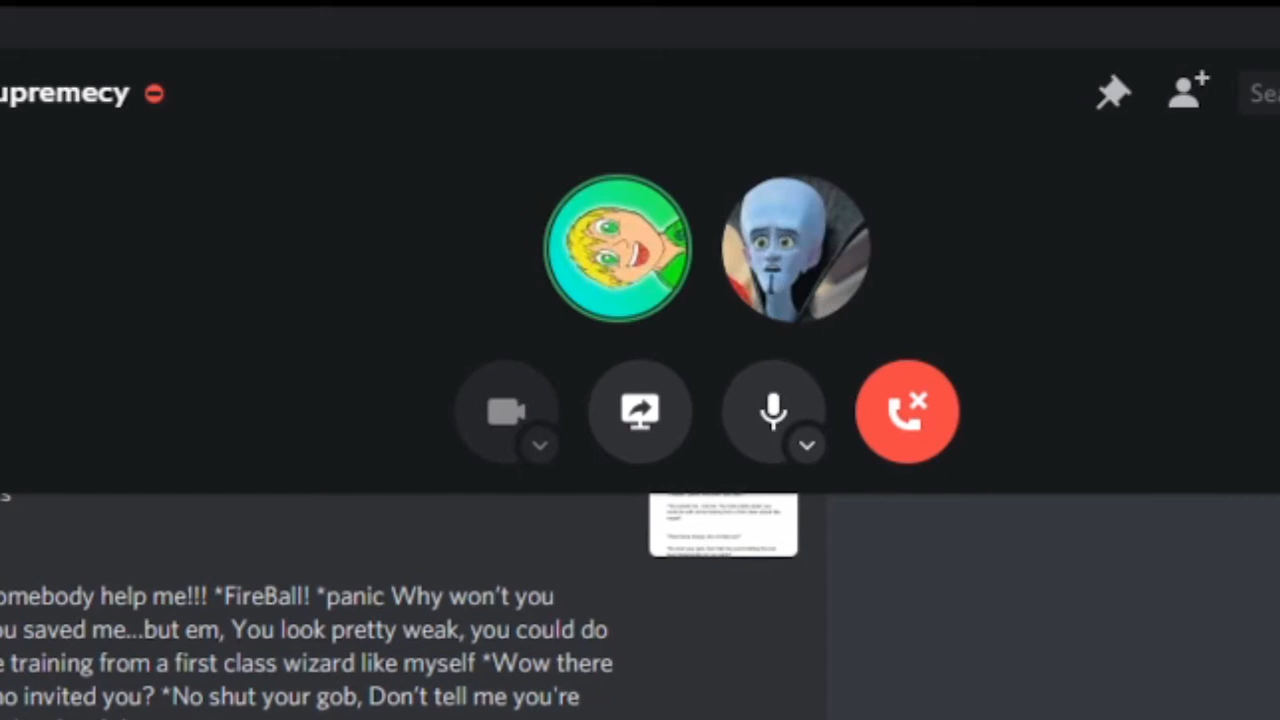 upremecy
Sea
s
omebody help me!!! *FireBall! *panic Why won't you
ou saved me...but em, You look pretty weak, you could do
e training from a first class wizard like myself *Wow there
no invited you? *No shut your gob, Don't tell me you're